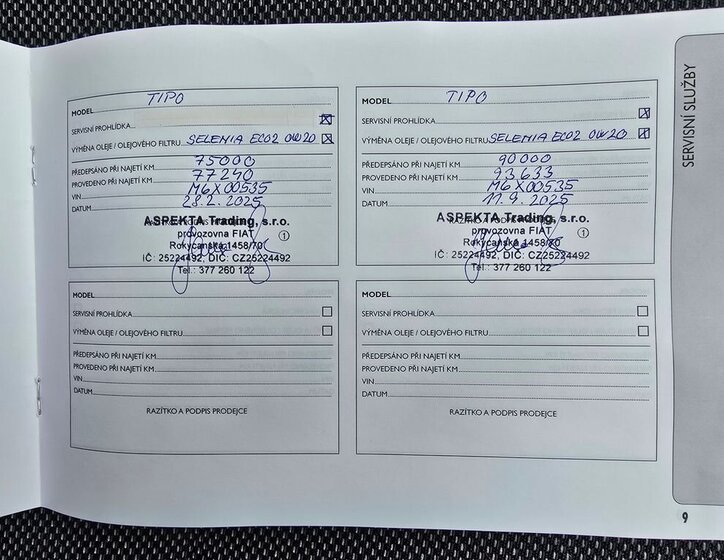 MODEL TIPO
SERVISNÍ PROHLÍDKA
VÝMĚNA OLEJE / OLEJOVÉHO FILTRU SELENIA ECO2 0W20
PŘEDEPSÁNO PŘI NAJETÍ KM 75000
PROVEDENO PŘI NAJETÍ KM 77240
VIN M6X00535
DATUM 28.2.2025
ASPEKTA Trading, s.r.o.
provozovna FIAT
Rokycanská 1458/70 1
IČ: 25224492, DIČ: CZ25224492
Tel.: 377 260 122
MODEL TIPO
SERVISNÍ PROHLÍDKA
VÝMĚNA OLEJE / OLEJOVÉHO FILTRU SELENIA ECO2 0W20
PŘEDEPSÁNO PŘI NAJETÍ KM 90000
PROVEDENO PŘI NAJETÍ KM 93633
VIN M6X00535
DATUM 11.9.2025
ASPEKTA Trading, s.r.o.
provozovna FIAT
Rokycanská 1458/70 1
IČ: 25224492, DIČ: CZ25224492
Tel.: 377 260 122
MODEL
SERVISNÍ PROHLÍDKA
VÝMĚNA OLEJE / OLEJOVÉHO FILTRU
PŘEDEPSÁNO PŘI NAJETÍ KM
PROVEDENO PŘI NAJETÍ KM
VIN
DATUM
RAZÍTKO A PODPIS PRODEJCE
MODEL
SERVISNÍ PROHLÍDKA
VÝMĚNA OLEJE / OLEJOVÉHO FILTRU
PŘEDEPSÁNO PŘI NAJETÍ KM
PROVEDENO PŘI NAJETÍ KM
VIN
DATUM
RAZÍTKO A PODPIS PRODEJCE
SERVISNÍ SLUŽBY
9